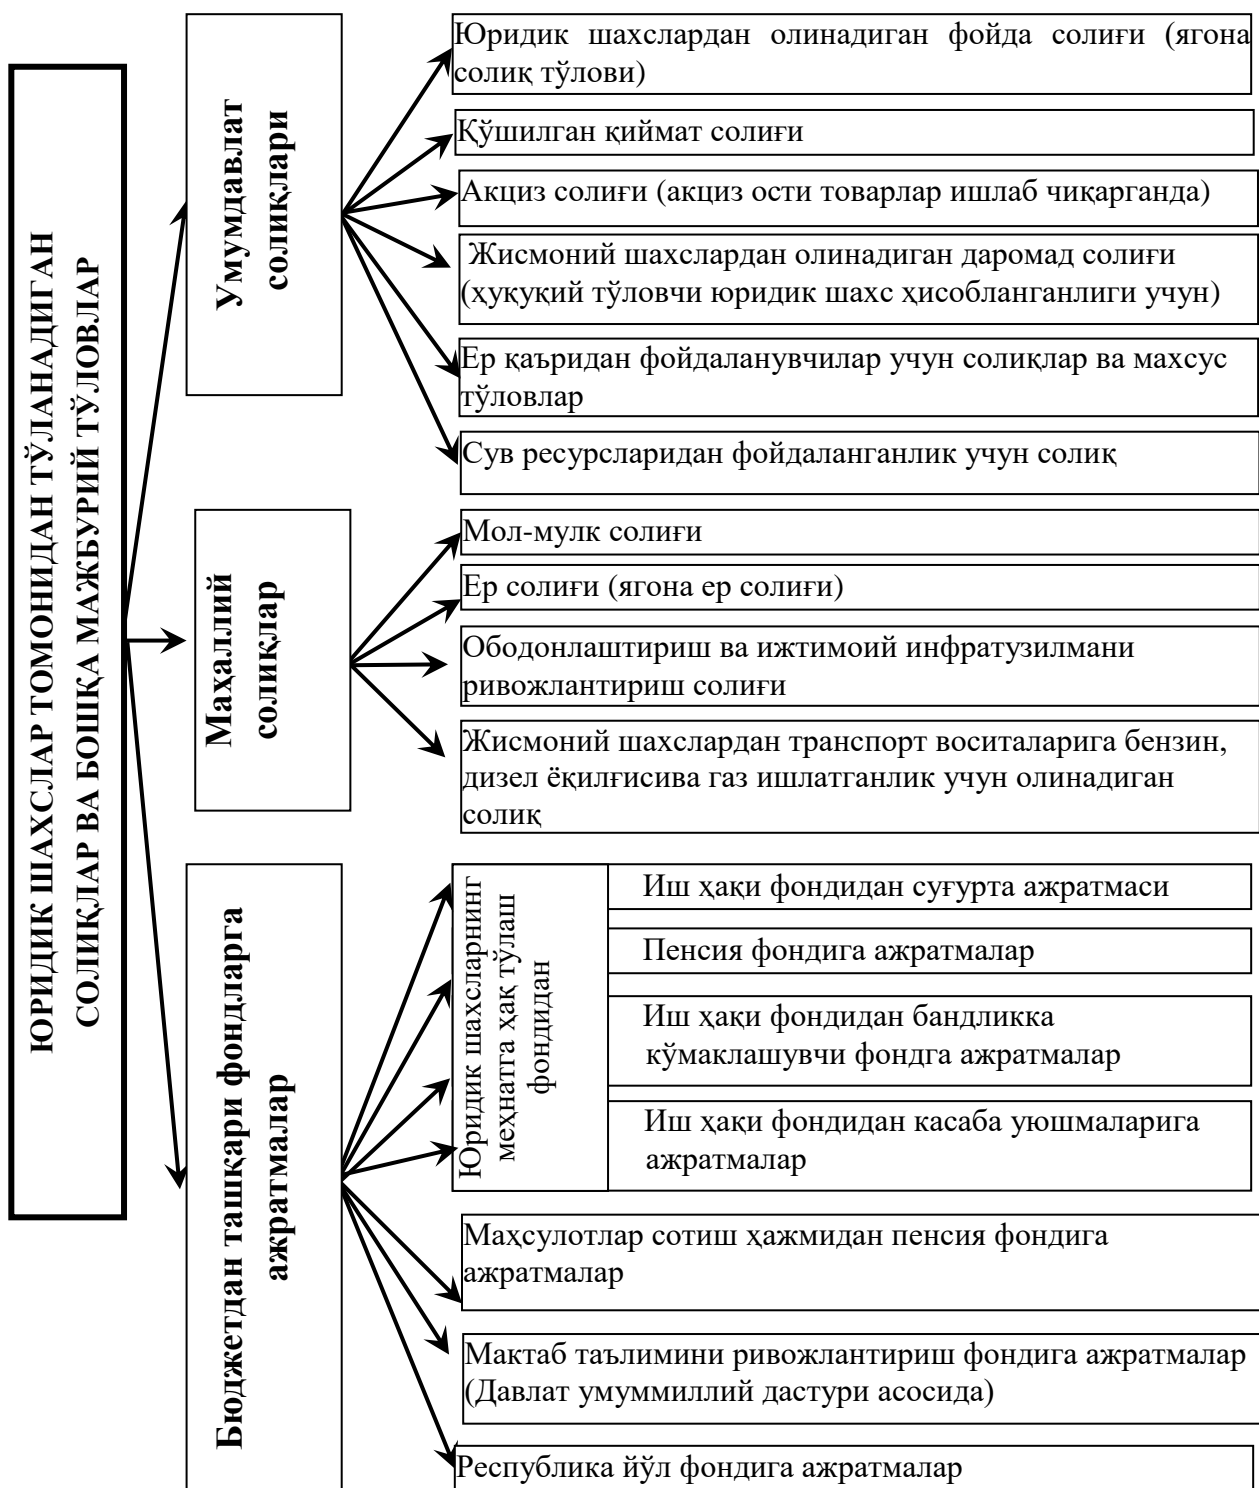 ЮРИДИК ШАХСЛАР ТОМОНИДАН ТЎЛАНАДИГАН
СОЛИҚЛАР ВА БОШҚА МАЖБУРИЙ ТЎЛОВЛАР
Умумдавлат
солиқлари
Юридик шахслардан олинадиган фойда солиғи (ягона
солиқ тўлови)
Қўшилган қиймат солиғи
Акциз солиғи (акциз ости товарлар ишлаб чиқарганда)
Жисмоний шахслардан олинадиган даромад солиғи
(ҳуқуқий тўловчи юридик шахс ҳисобланганлиги учун)
Ер қаъридан фойдаланувчилар учун солиқлар ва махсус
тўловлар
Сув ресурсларидан фойдаланганлик учун солиқ
Маҳаллий
солиқлар
Мол-мулк солиғи
Ер солиғи (ягона ер солиғи)
Ободонлаштириш ва ижтимоий инфратузилмани
ривожлантириш солиғи
Жисмоний шахслардан транспорт воситаларига бензин,
дизел ёқилғисива газ ишлатганлик учун олинадиган
солиқ
Бюджетдан ташқари фондларга
ажратмалар
Юридик шахсларнинг
меҳнатга ҳақ тўлаш
фондидан
Иш ҳақи фондидан суғурта ажратмаси
Пенсия фондига ажратмалар
Иш ҳақи фондидан бандликка
кўмаклашувчи фондга ажратмалар
Иш ҳақи фондидан касаба уюшмаларига
ажратмалар
Маҳсулотлар сотиш ҳажмидан пенсия фондига
ажратмалар
Мактаб таълимини ривожлантириш фондига ажратмалар
(Давлат умуммиллий дастури асосида)
Республика йўл фондига ажратмалар